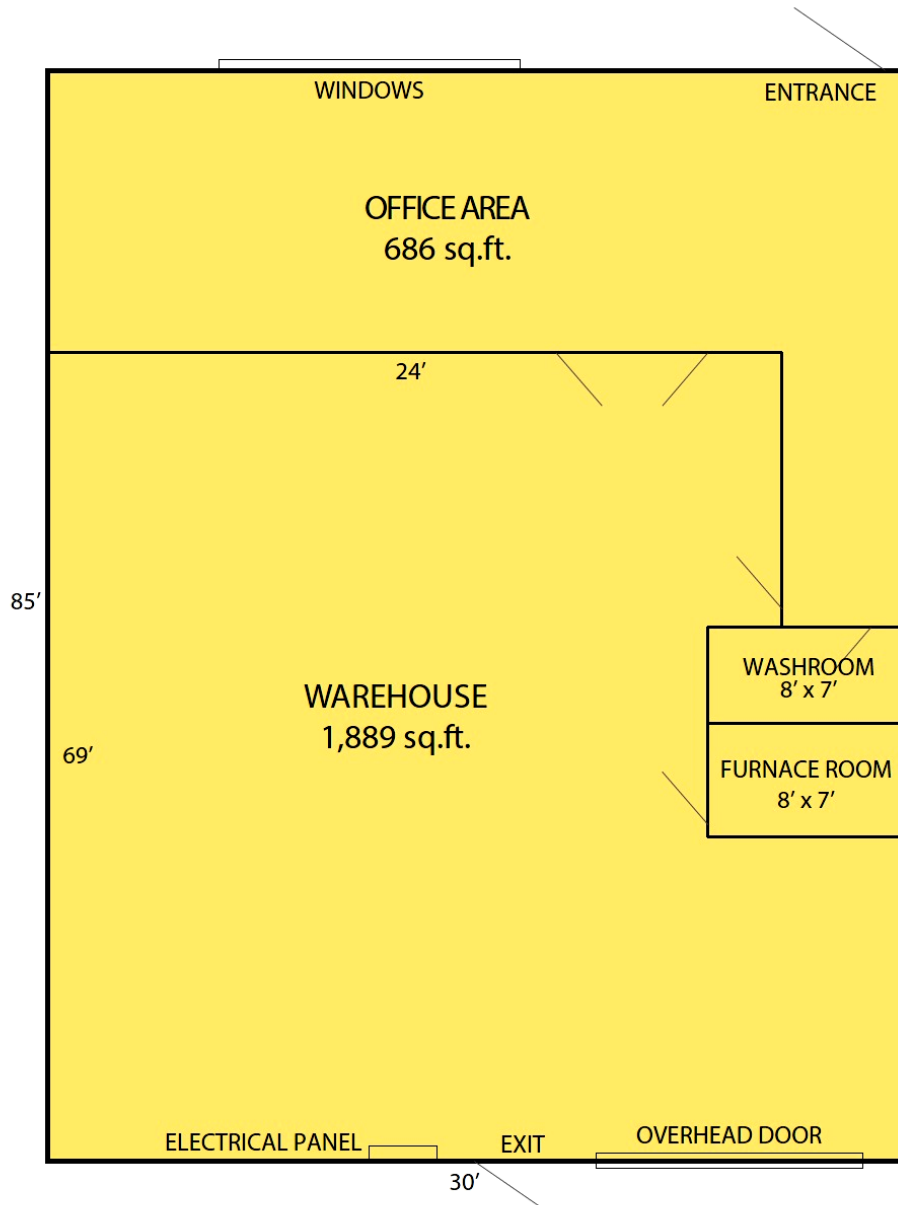 WINDOWS
ENTRANCE
OFFICE AREA
686 sq.ft.
24’
85’
WASHROOM
8’ x 7’
WAREHOUSE
1,889 sq.ft.
69’
FURNACE ROOM
8’ x 7’
ELECTRICAL PANEL
EXIT
OVERHEAD DOOR
30’